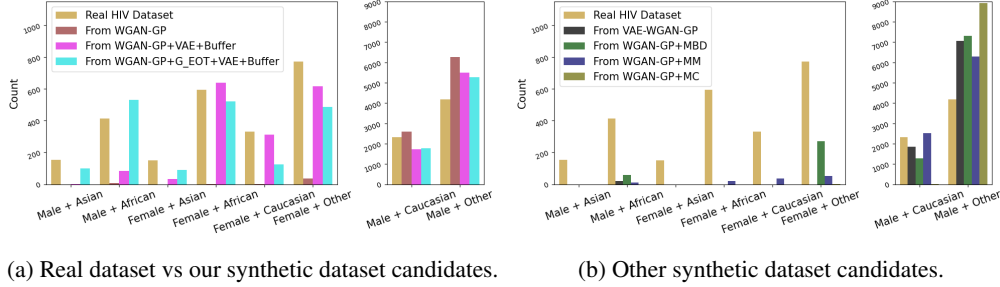 1000
800
600
400
200
0
Count
Real HIV Dataset
From WGAN-GP
From WGAN-GP+VAE+Buffer
From WGAN-GP+G_EOT+VAE+Buffer
Male + Asian
Male + African
Female + Asian
Female + African
Female + Caucasian
Female + Other
9000
8000
7000
6000
5000
4000
3000
2000
1000
0
Male + Caucasian
Male + Other
1000
800
600
400
200
0
Count
Real HIV Dataset
From VAE-WGAN-GP
From WGAN-GP+MBD
From WGAN-GP+MM
From WGAN-GP+MC
Male + Asian
Male + African
Female + Asian
Female + African
Female + Caucasian
Female + Other
9000
8000
7000
6000
5000
4000
3000
2000
1000
0
Male + Caucasian
Male + Other
(a) Real dataset vs our synthetic dataset candidates.
(b) Other synthetic dataset candidates.